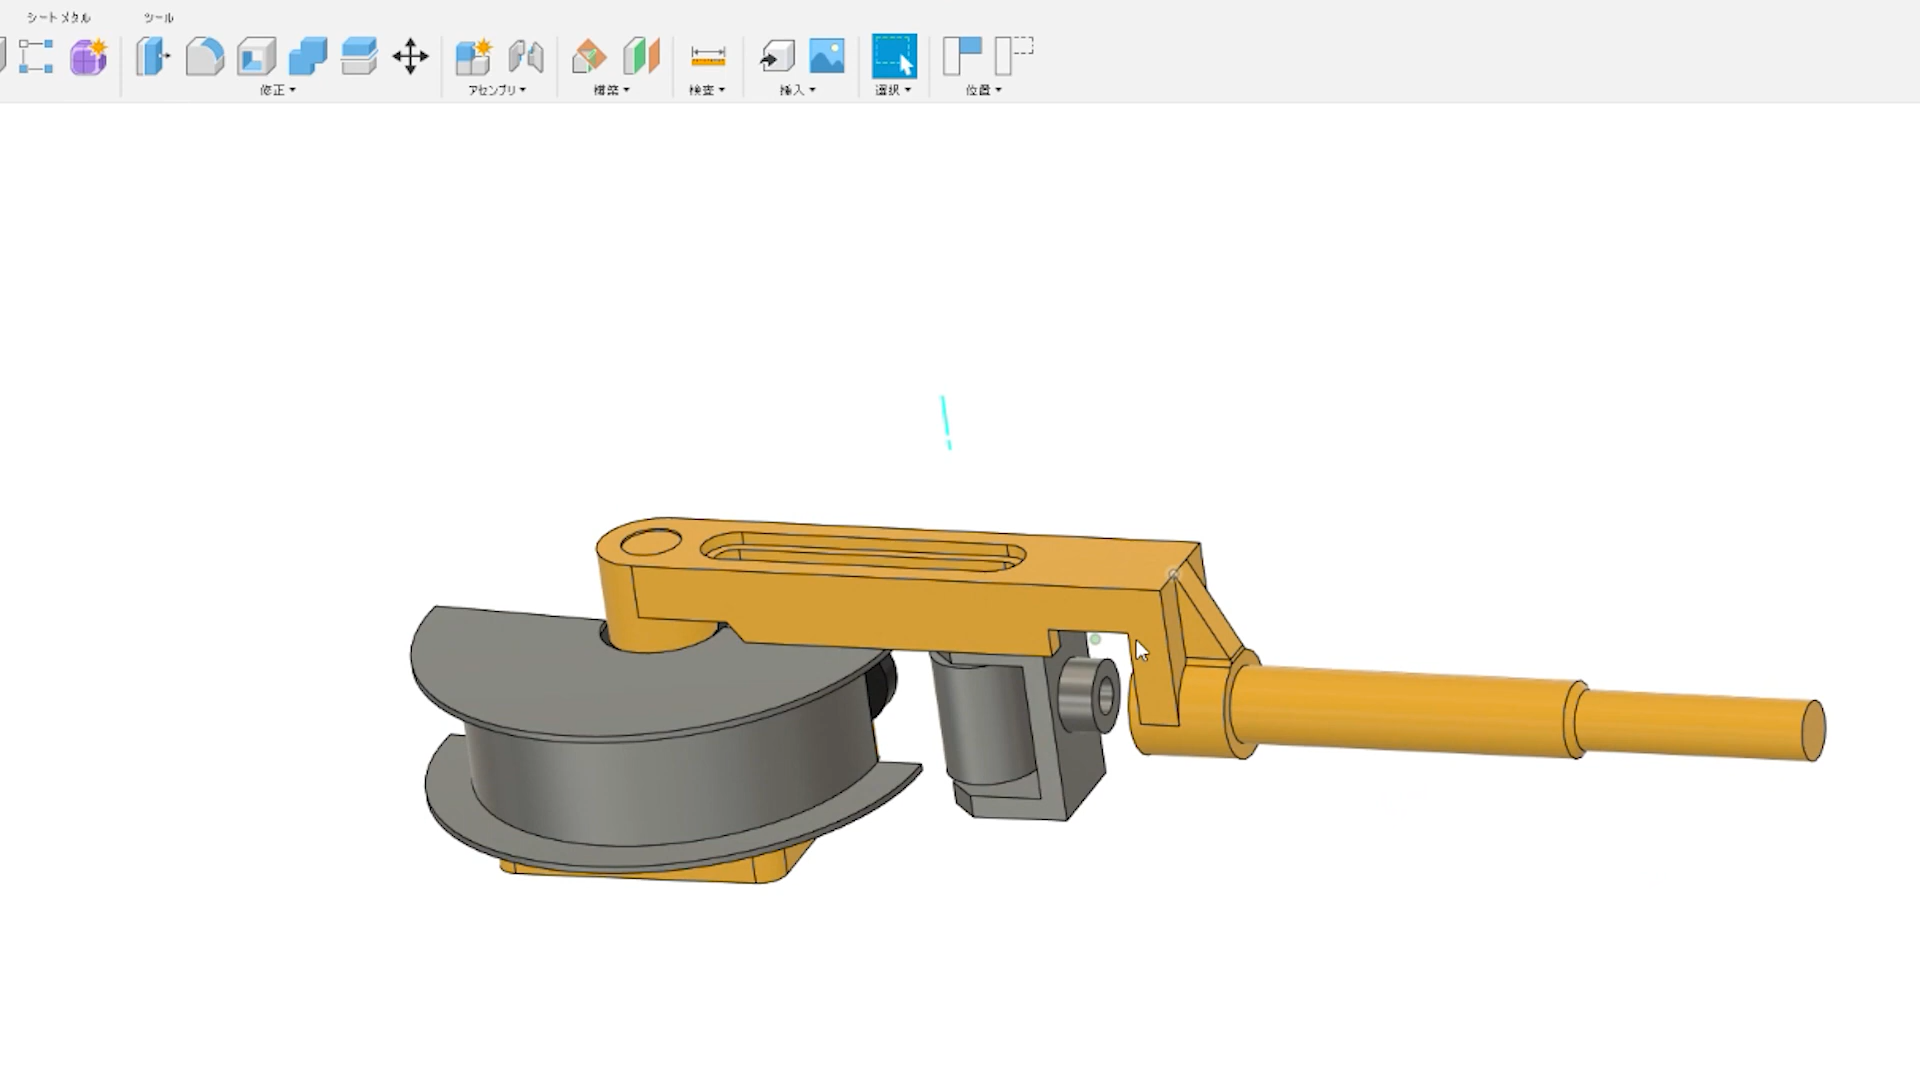 シートメタル ツール
修正 アセンブリ 構築 検査 挿入 選択 位置